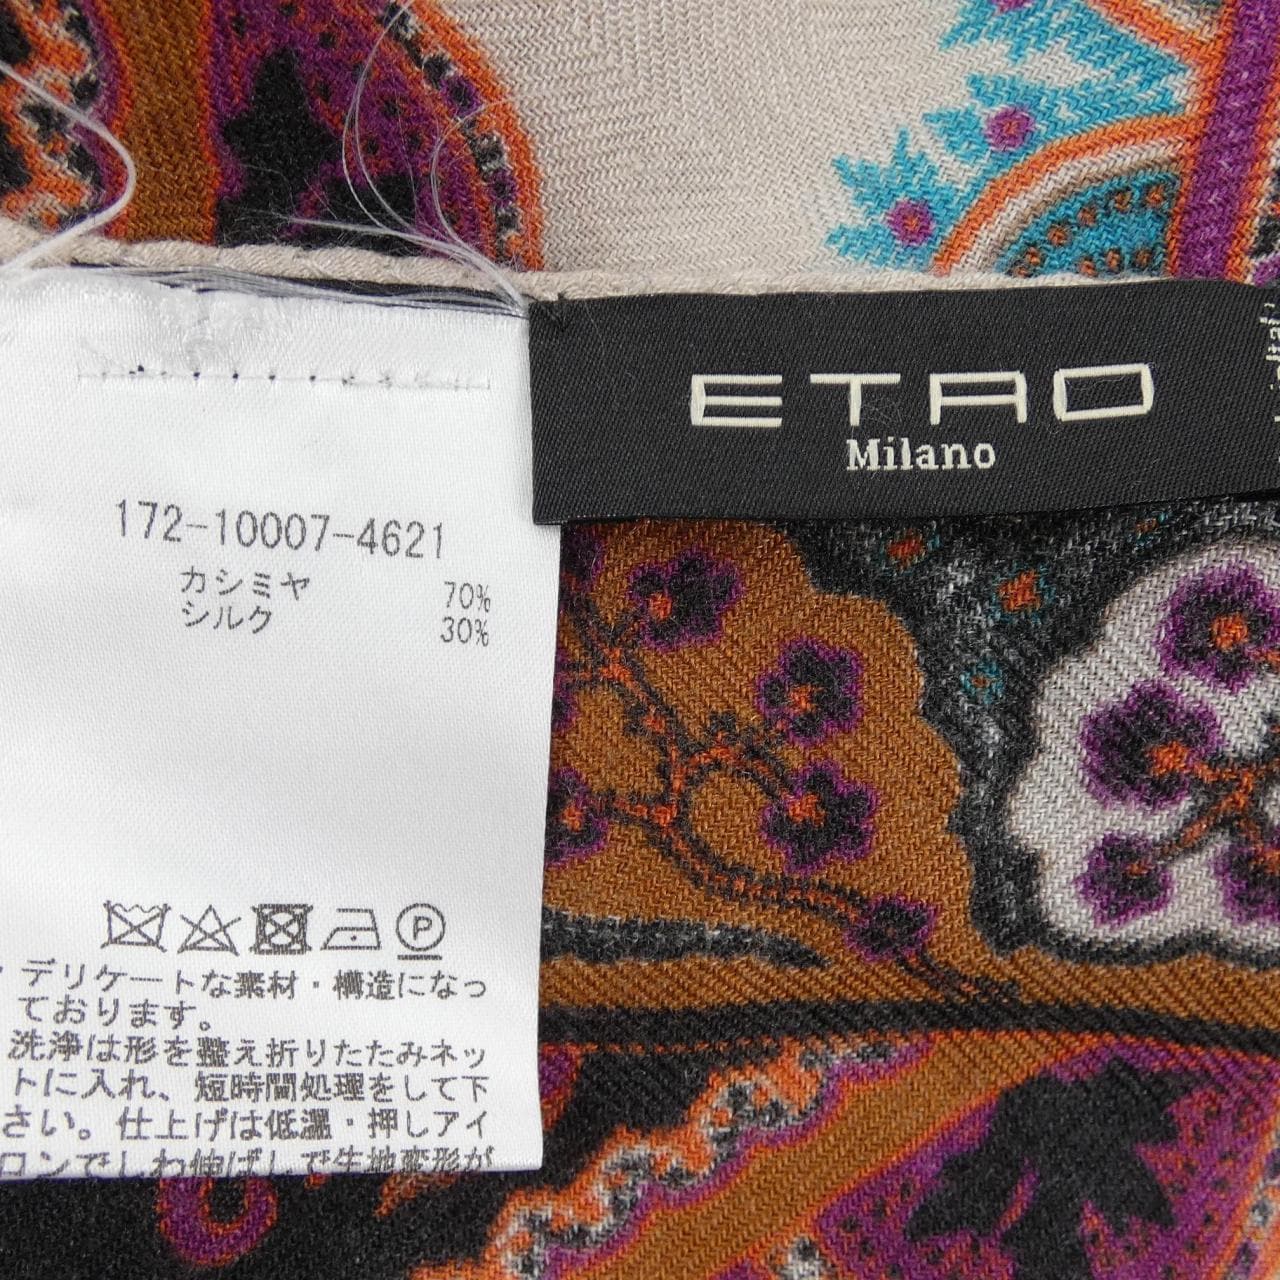 ETRO
Milano
172-10007-4621
カシミヤ 70%
シルク 30%
P
デリケートな素材・構造になっ
ております。
洗浄は形を整え折りたたみネッ
トに入れ、短時間処理をして下
さい。仕上げは低温・押しアイ
ロンでしわ伸ばしで生地変形が